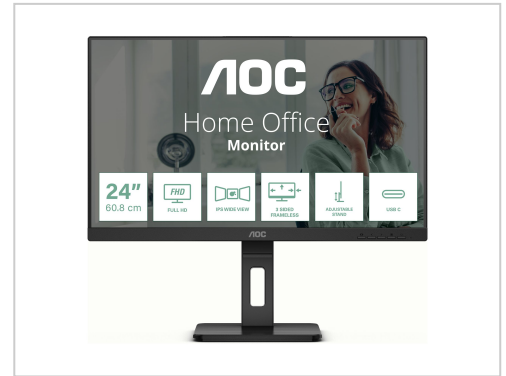 AOC
Home Office
Monitor
24"
60.8 cm
FHD
FULL HD
IPS WIDE VIEW
3 SIDED
FRAMELESS
ADJUSTABLE
STAND
USB C
AOC